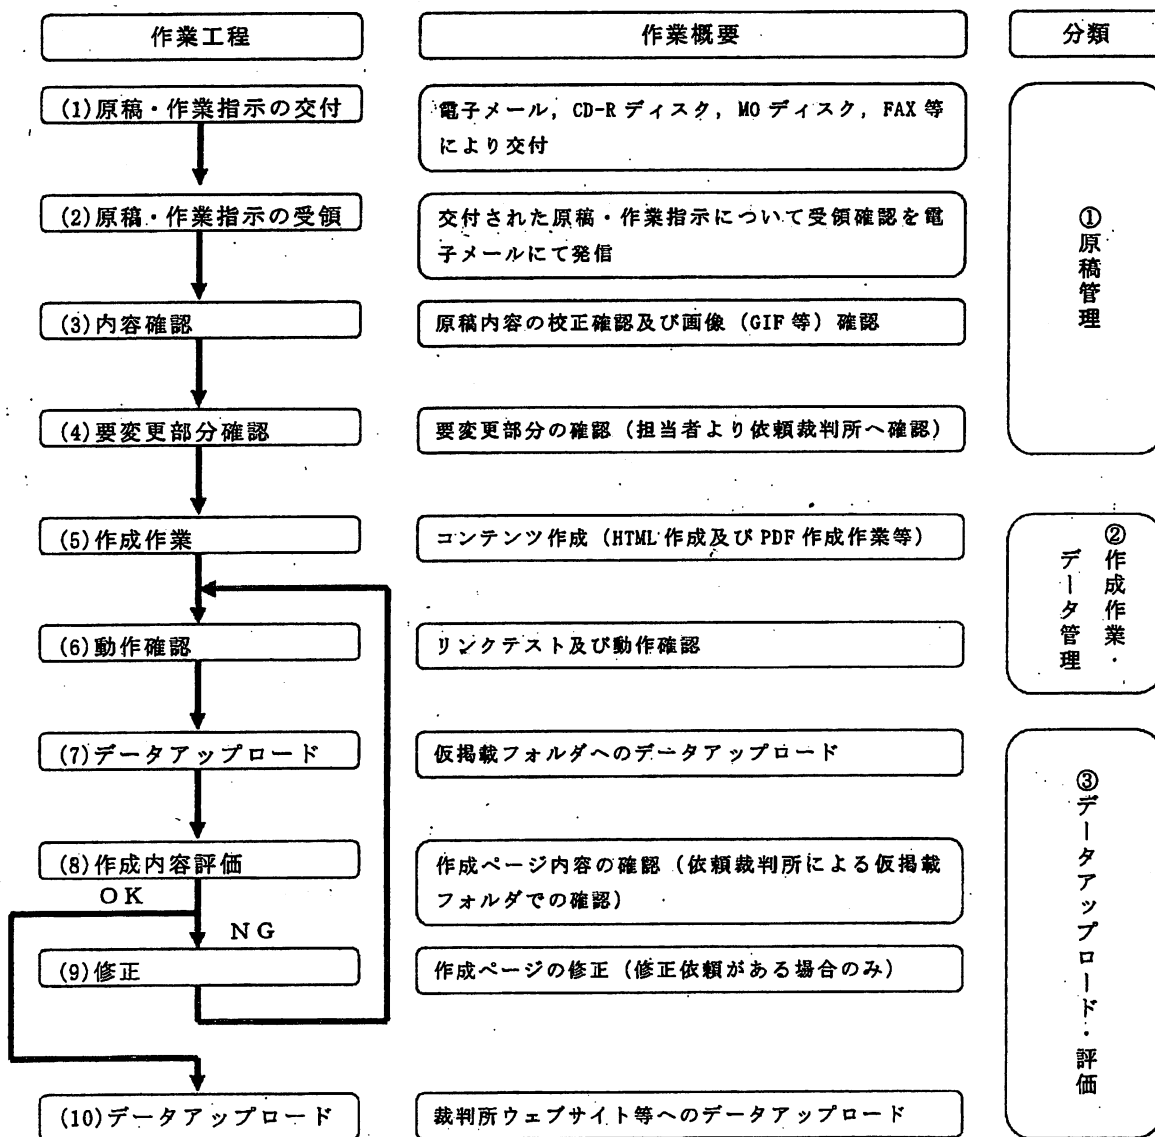 作業工程
作業概要
分類
(1)原稿・作業指示の交付
電子メール，CD-R ディスク，MO ディスク，FAX 等
により交付
(2)原稿・作業指示の受領
交付された原稿・作業指示について受領確認を電
子メールにて発信
(3)内容確認
原稿内容の校正確認及び画像（GIF 等）確認
(4)要変更部分確認
要変更部分の確認（担当者より依頼裁判所へ確認）
①原稿管理
(5)作成作業
コンテンツ作成（HTML 作成及び PDF 作成作業等）
(6)動作確認
リンクテスト及び動作確認
②作成作業・
データ管理
(7)データアップロード
仮掲載フォルダへのデータアップロード
(8)作成内容評価
作成ページ内容の確認（依頼裁判所による仮掲載
フォルダでの確認）
OK
NG
(9)修正
作成ページの修正（修正依頼がある場合のみ）
(10)データアップロード
裁判所ウェブサイト等へのデータアップロード
③データアップロード・評価